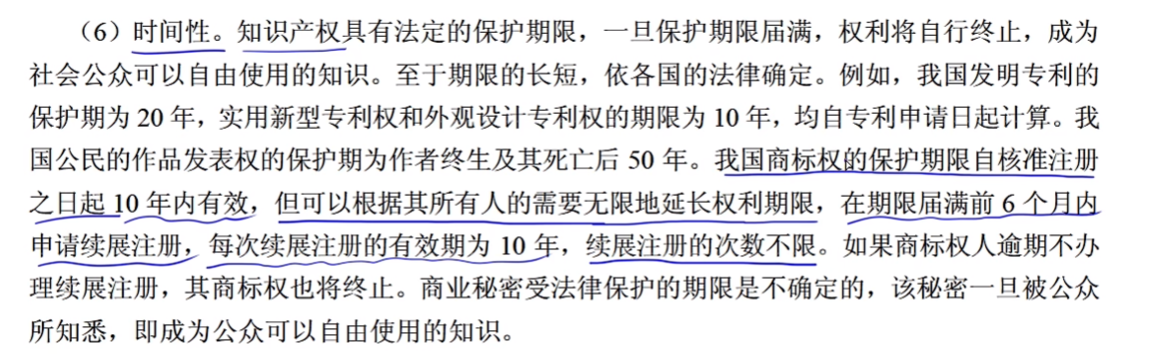 （6）时间性。知识产权具有法定的保护期限，一旦保护期限届满，权利将自行终止，成为
社会公众可以自由使用的知识。至于期限的长短，依各国的法律确定。例如，我国发明专利的
保护期为 20 年，实用新型专利权和外观设计专利权的期限为 10 年，均自专利申请日起计算。我
国公民的作品发表权的保护期为作者终生及其死亡后 50 年。我国商标权的保护期限自核准注册
之日起 10 年内有效，但可以根据其所有人的需要无限地延长权利期限，在期限届满前 6 个月内
申请续展注册，每次续展注册的有效期为 10 年，续展注册的次数不限。如果商标权人逾期不办
理续展注册，其商标权也将终止。商业秘密受法律保护的期限是不确定的，该秘密一旦被公众
所知悉，即成为公众可以自由使用的知识。